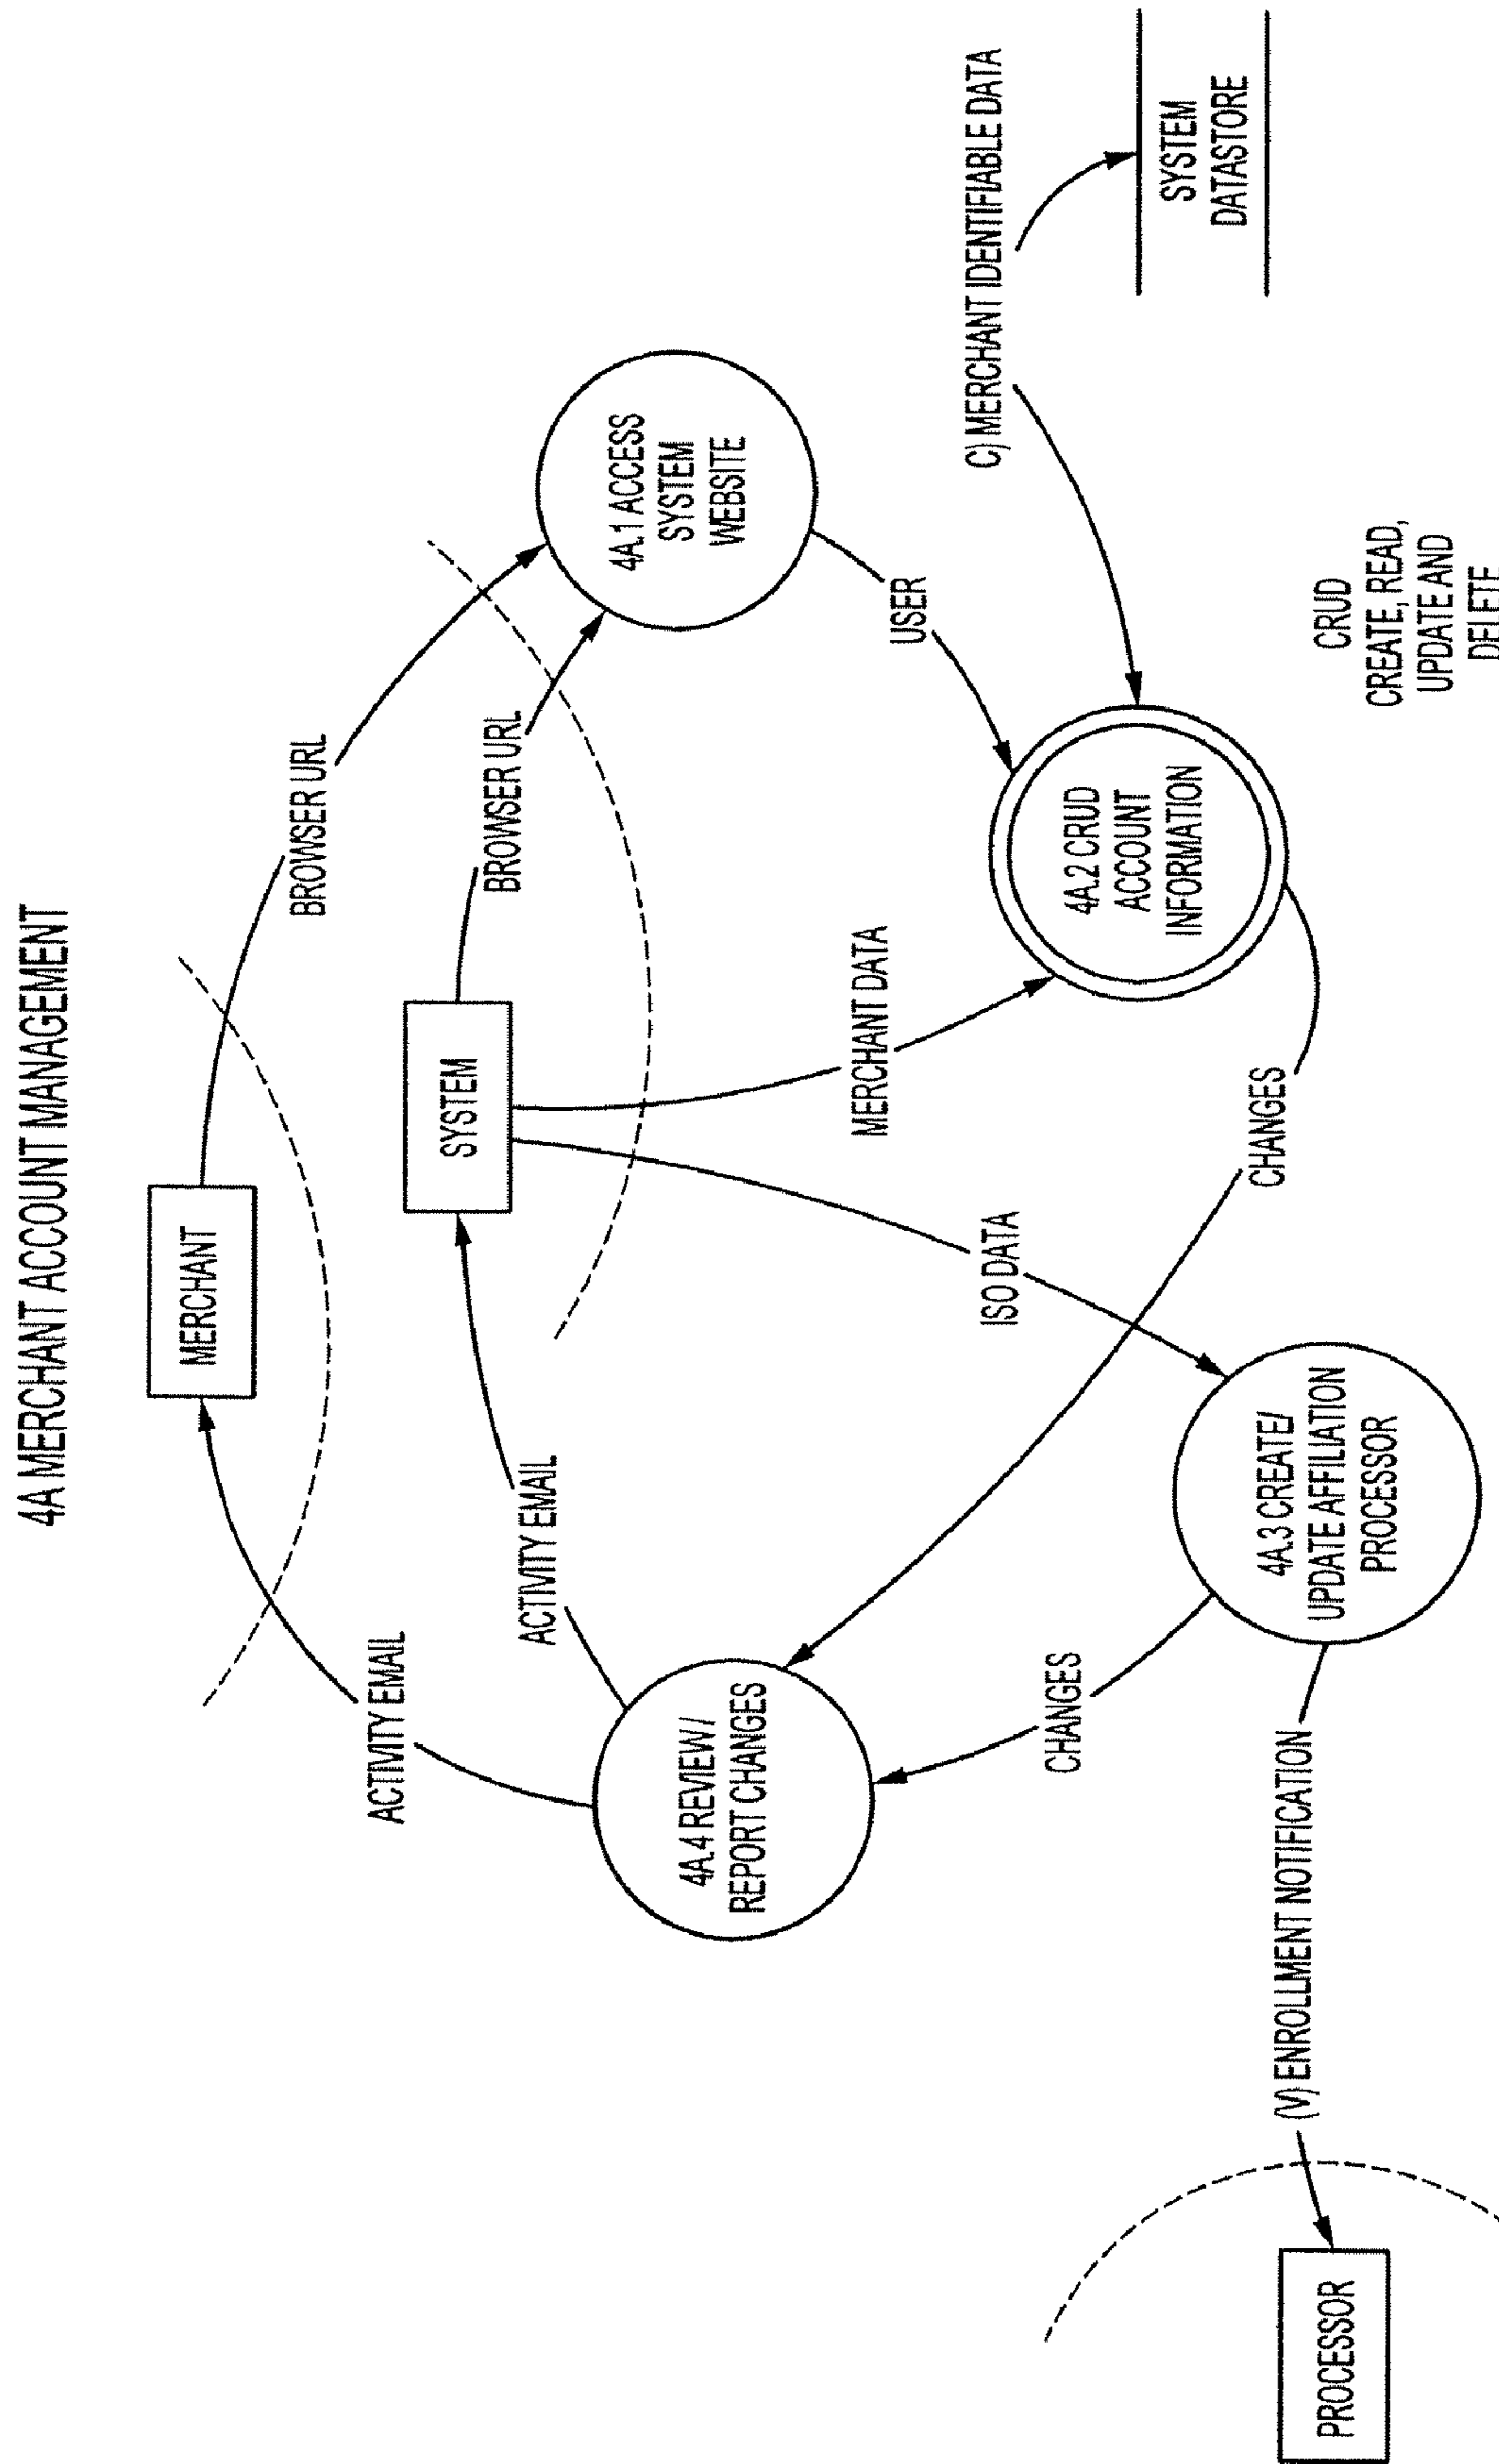 4A MERCHANT ACCOUNT MANAGEMENT
MERCHANT
BROWSER URL
ACTIVITY EMAIL
SYSTEM
BROWSER URL
ACTIVITY EMAIL
4A.1 ACCESS
SYSTEM
WEBSITE
4A.4 REVIEW /
REPORT CHANGES
MERCHANT DATA
USER
ISO DATA
C) MERCHANT IDENTIFIABLE DATA
CHANGES
4A.2 CRUD
ACCOUNT
INFORMATION
SYSTEM
DATASTORE
CHANGES
4A.3 CREATE/
UPDATE AFFILIATION
PROCESSOR
(V) ENROLLMENT NOTIFICATION
PROCESSOR
CRUD
CREATE, READ,
UPDATE AND
DELETE